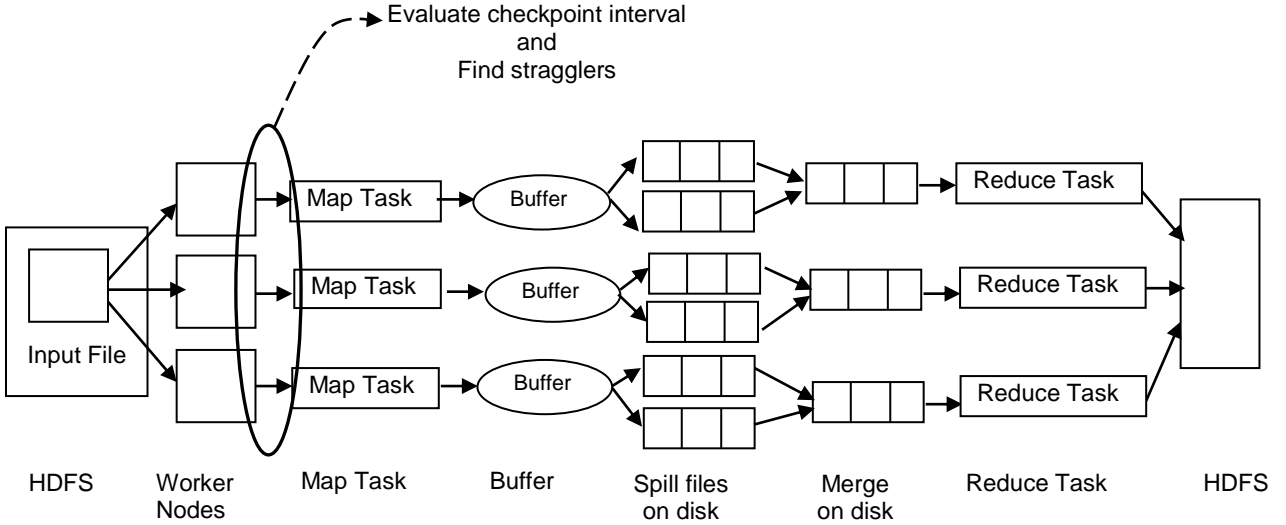 Evaluate checkpoint interval
and
Find stragglers
Map Task
Buffer
Reduce Task
Map Task
Buffer
Reduce Task
Input File
Map Task
Buffer
Reduce Task
HDFS
Worker
Nodes
Map Task
Buffer
Spill files
on disk
Merge
on disk
Reduce Task
HDFS